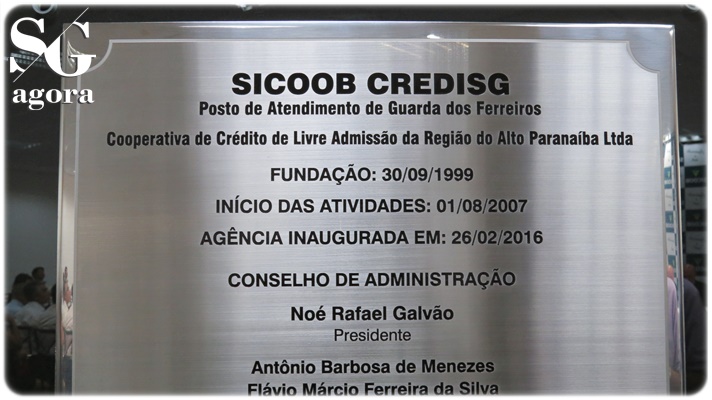 SG
agora
SICOOB CREDISG
Posto de Atendimento de Guarda dos Ferreiros
Cooperativa de Crédito de Livre Admissão da Região do Alto Paranaíba Ltda
FUNDAÇÃO: 30/09/1999
INÍCIO DAS ATIVIDADES: 01/08/2007
AGÊNCIA INAUGURADA EM: 26/02/2016
CONSELHO DE ADMINISTRAÇÃO
Noé Rafael Galvão
Presidente
Antônio Barbosa de Menezes
Flávio Márcio Ferreira da Silva